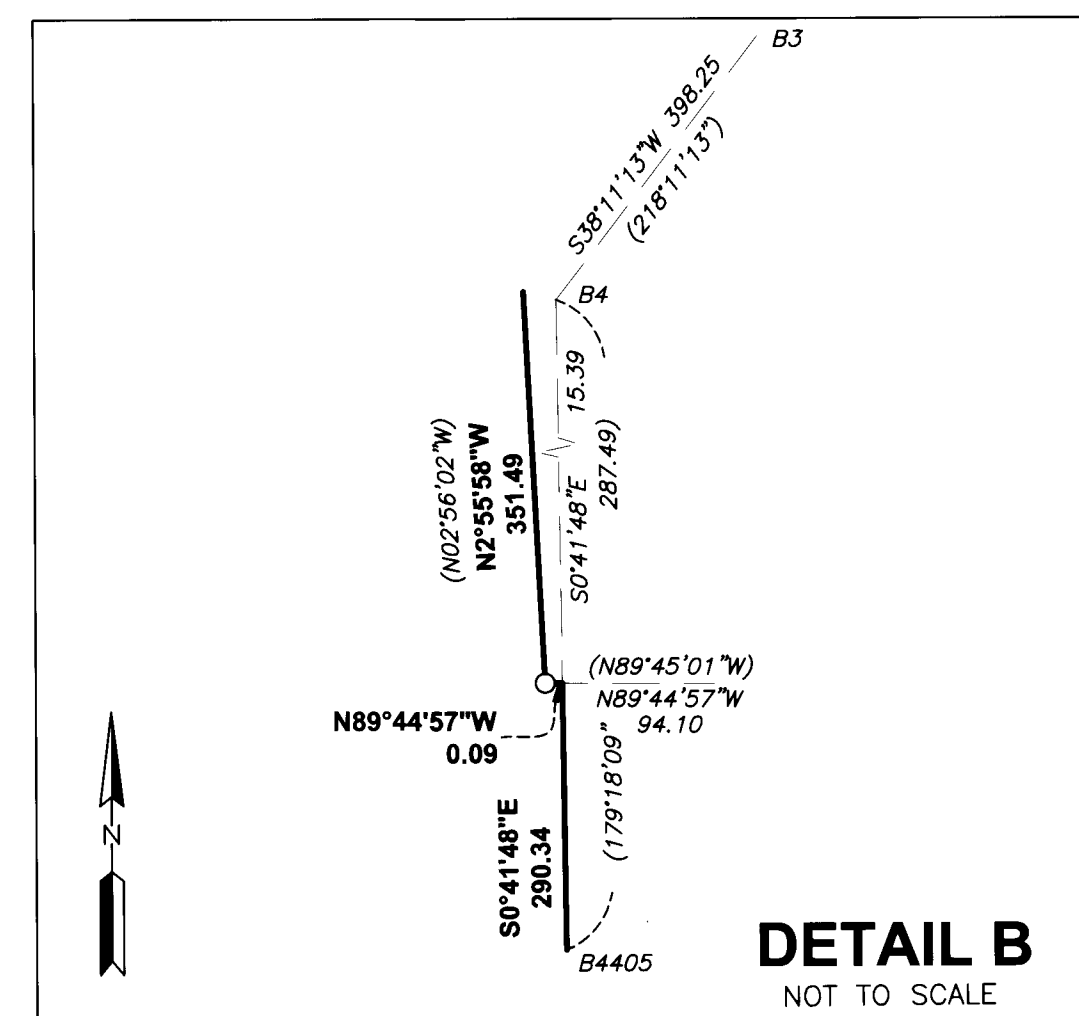 B3
S38°11'13"W 398.25
(218°11'13")
B4
15.39
S0°41'48"E
287.49)
(N02°56'02"W)
N2°55'58"W
351.49
(N89°45'01"W)
N89°44'57"W
94.10
N89°44'57"W
0.09
(179°18'09"
S0°41'48"E
290.34
N
B4405
DETAIL B
NOT TO SCALE